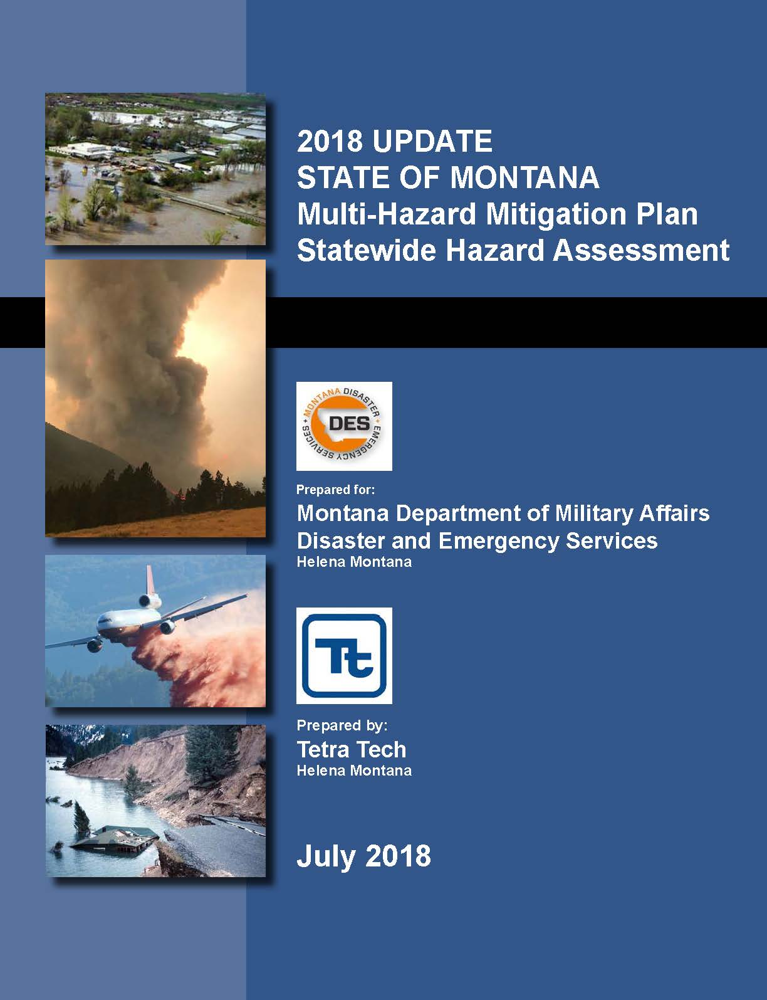 2018 UPDATE
STATE OF MONTANA
Multi-Hazard Mitigation Plan
Statewide Hazard Assessment
MONTANA DISASTER + EMERGENCY SERVICES +
DES
Prepared for:
Montana Department of Military Affairs
Disaster and Emergency Services
Helena Montana
Tt
Prepared by:
Tetra Tech
Helena Montana
July 2018